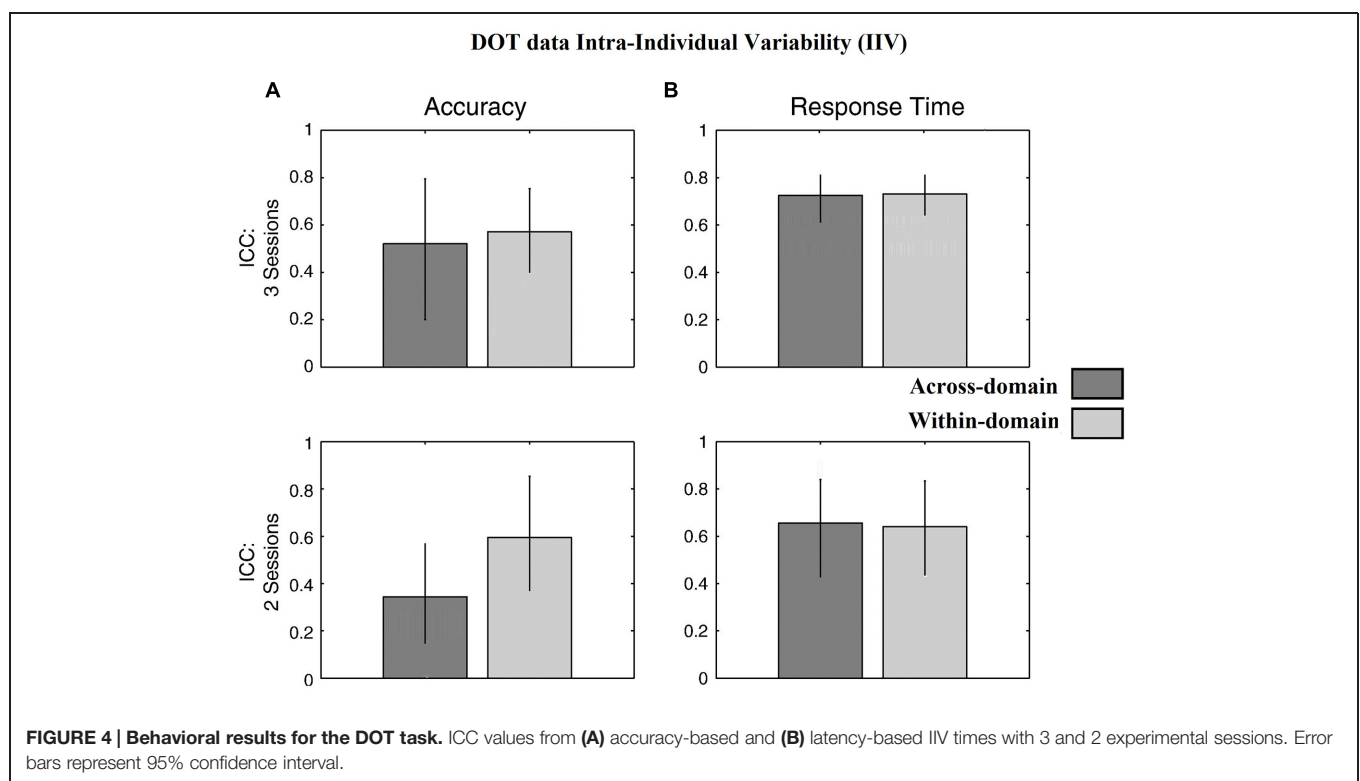 DOT data Intra-Individual Variability (IIV)
A
Accuracy
ICC:
3 Sessions
1
0.8
0.6
0.4
0.2
0
B
Response Time
1
0.8
0.6
0.4
0.2
0
Across-domain
Within-domain
ICC:
2 Sessions
1
0.8
0.6
0.4
0.2
0
1
0.8
0.6
0.4
0.2
0
FIGURE 4 | Behavioral results for the DOT task. ICC values from (A) accuracy-based and (B) latency-based IIV times with 3 and 2 experimental sessions. Error
bars represent 95% confidence interval.